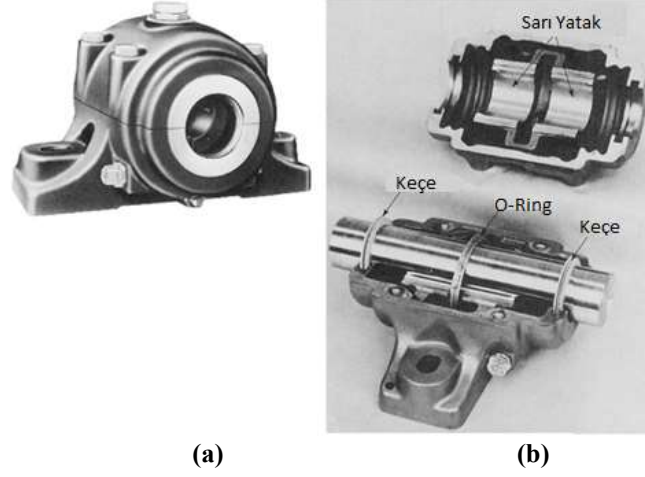 Sarı Yatak
Keçe
O-Ring
Keçe
(a)
(b)